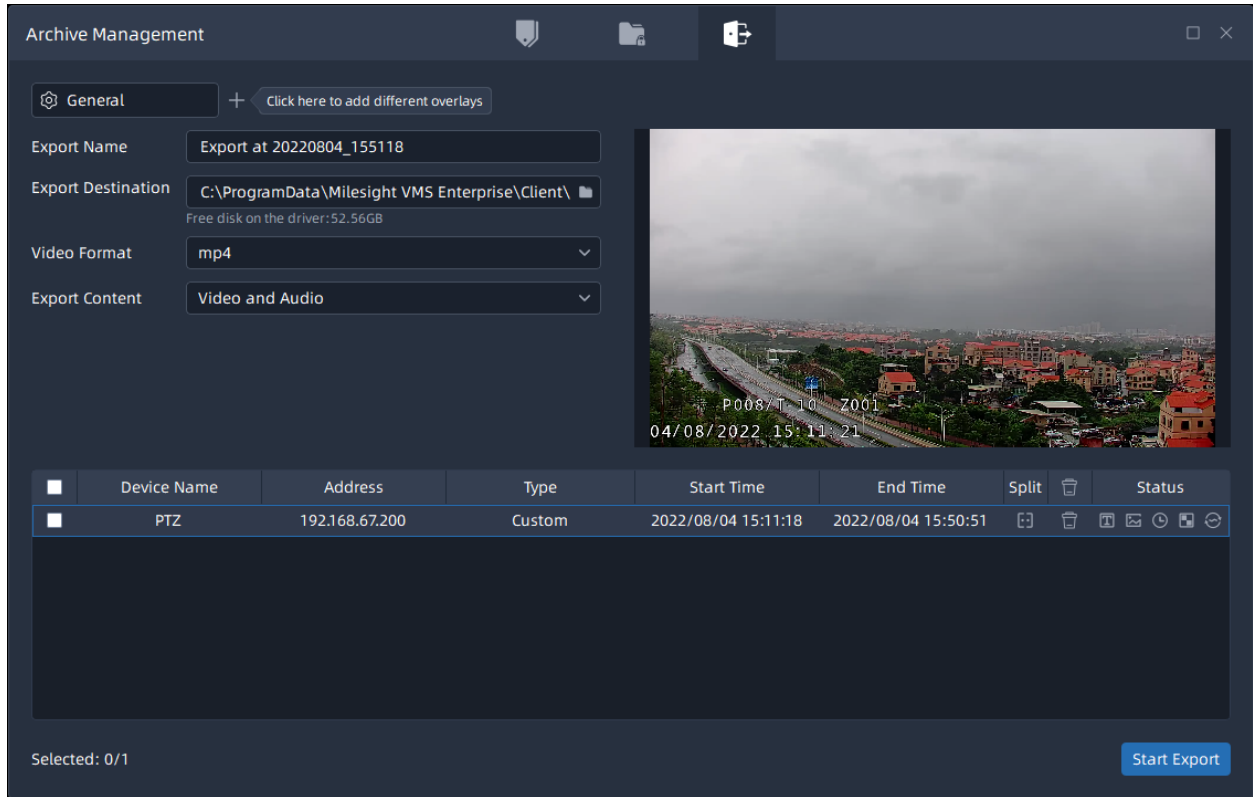 Archive Management
General
Click here to add different overlays
Export Name
Export at 20220804_155118
Export Destination
C:\ProgramData\Milesight VMS Enterprise\Client\
Free disk on the driver:52.56GB
Video Format
mp4
Export Content
Video and Audio
P008/T 10 Z001
04/08/2022 15:11:21
Device Name Address Type Start Time End Time Split Status
PTZ 192.168.67.200 Custom 2022/08/04 15:11:18 2022/08/04 15:50:51
Selected: 0/1
Start Export